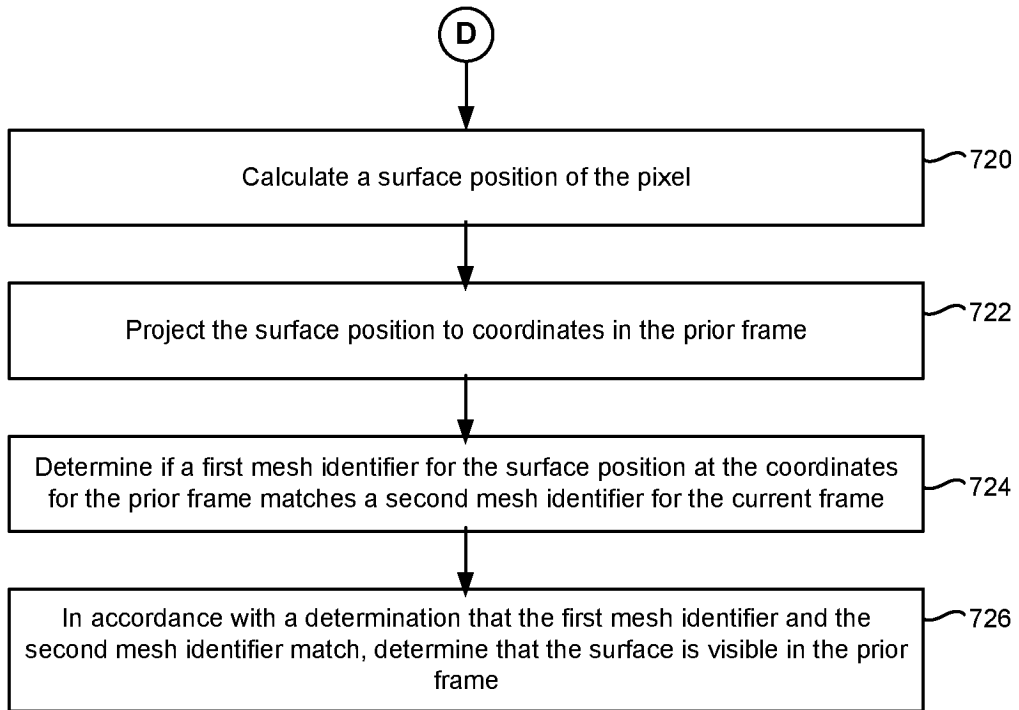 D
Calculate a surface position of the pixel
720
Project the surface position to coordinates in the prior frame
722
Determine if a first mesh identifier for the surface position at the coordinates
for the prior frame matches a second mesh identifier for the current frame
724
In accordance with a determination that the first mesh identifier and the
second mesh identifier match, determine that the surface is visible in the prior
frame
726